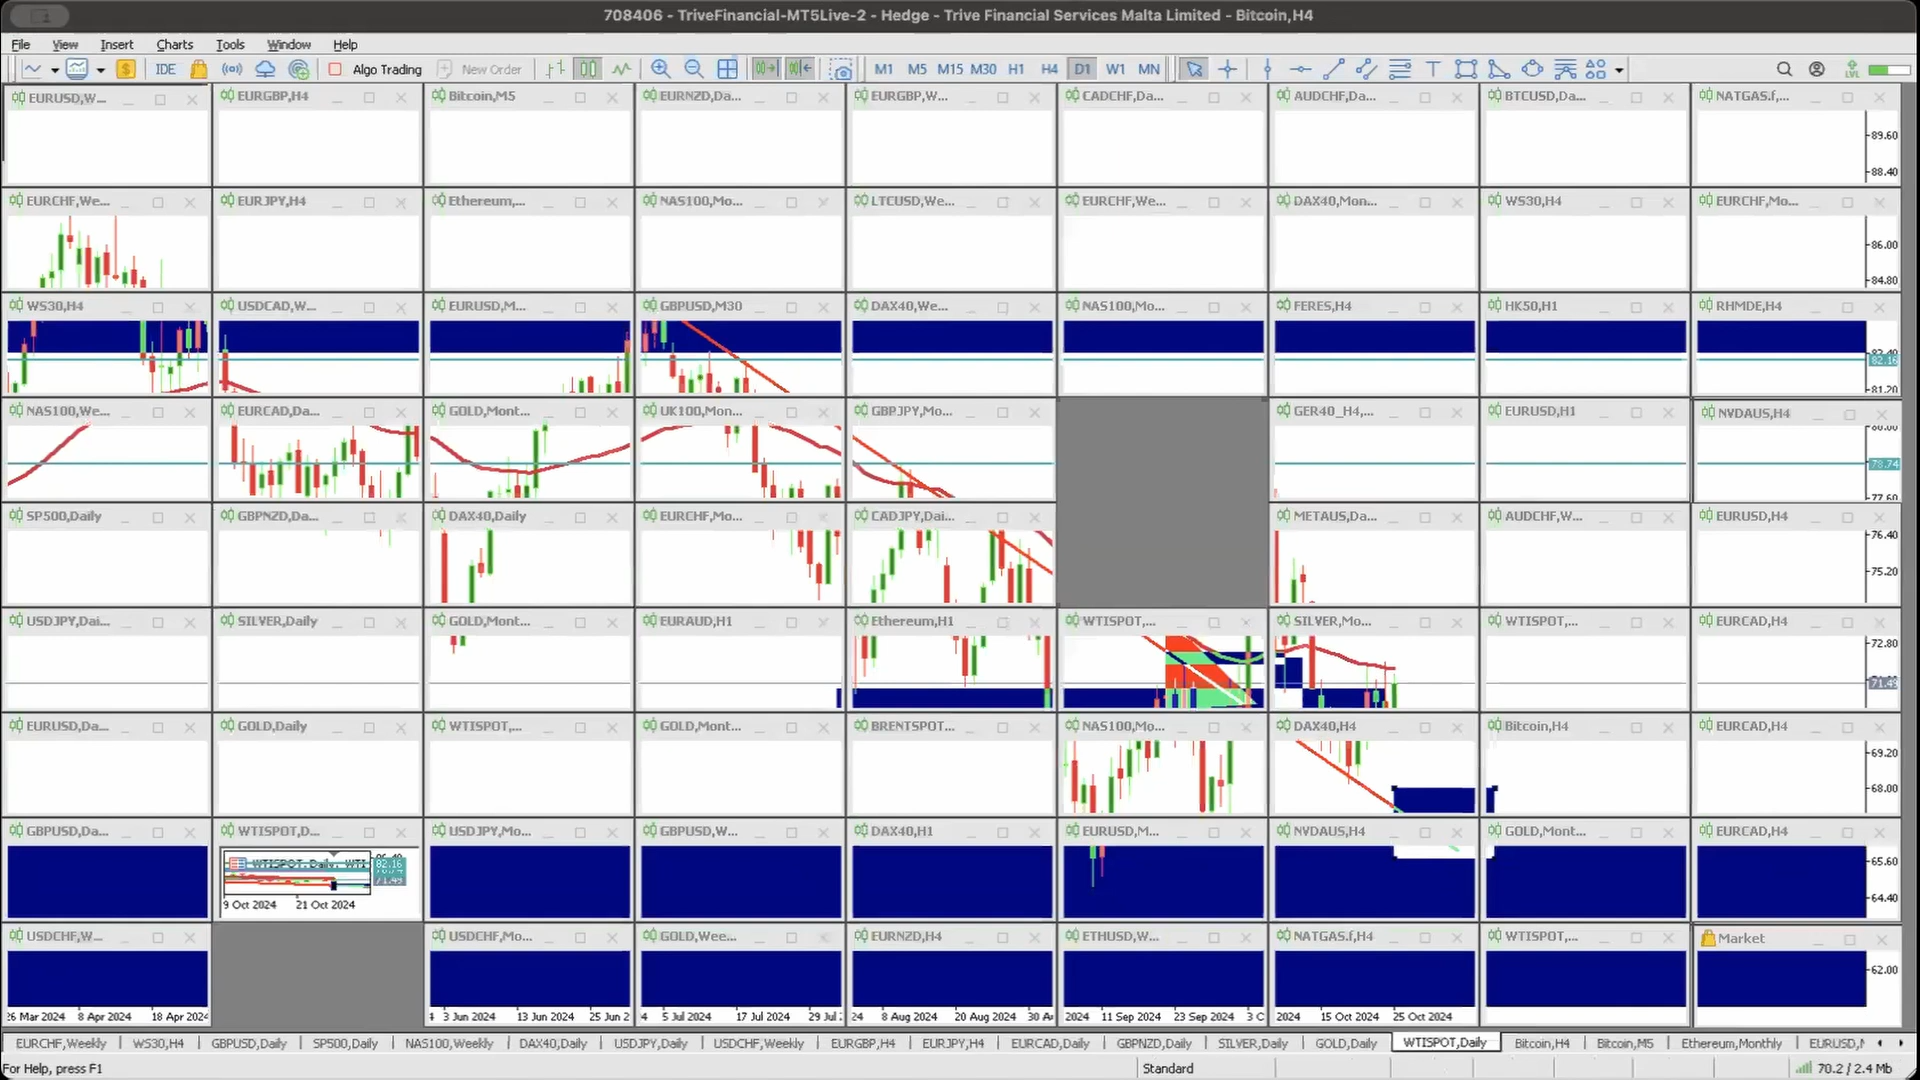 708406 - TriveFinancial-MT5Live-2 - Hedge - Trive Financial Services Malta Limited - Bitcoin,H4
File View Insert Charts Tools Window Help
IDE Algo Trading New Order M1 M5 M15 M30 H1 H4 D1 W1 MN
EURUSD,W... EURGBP,H4 Bitcoin,M5 EURNZD,Da... EURGBP,W... CADCHF,Da... AUDCHF,Da... BTCUSD,Da... NATGAS.f,...
89.60
88.40
EURCHF,We... EURJPY,H4 Ethereum,... NAS100,Mo... LTCUSD,We... EURCHF,We... DAX40,Mon... WS30,H4 EURCHF,Mo...
86.00
84.80
WS30,H4 USDCAD,W... EURUSD,M... GBPUSD,M30 DAX40,We... NAS100,Mo... FERES,H4 HK50,H1 RHMDE,H4
82.16
81.20
NAS100,We... EURCAD,Da... GOLD,Mont... UK100,Mon... GBPJPY,Mo... GER40_H4,... EURUSD,H1 NVDAUS,H4
78.74
77.60
SP500,Daily GBPNZD,Da... DAX40,Daily EURCHF,Mo... CADJPY,Dai... METAUS,Da... AUDCHF,W... EURUSD,H4
76.40
75.20
USDJPY,Dai... SILVER,Daily GOLD,Mont... EURAUD,H1 Ethereum,H1 WTISPOT,... SILVER,Mo... WTISPOT,... EURCAD,H4
72.80
71.49
EURUSD,Da... GOLD,Daily WTISPOT,... GOLD,Mont... BRENTSPOT... NAS100,Mo... DAX40,H4 Bitcoin,H4 EURCAD,H4
69.20
68.00
GBPUSD,Da... WTISPOT,D... USDJPY,Mo... GBPUSD,W... DAX40,H1 EURUSD,M... NVDAUS,H4 GOLD,Mont... EURCAD,H4
WTISPOT, Daily, WTI
82.16
71.49
65.60
64.40
9 Oct 2024 21 Oct 2024
USDCHF,W... USDCHF,Mo... GOLD,Wee... EURNZD,H4 ETHUSD,W... NATGAS.f,H4 WTISPOT,... Market
62.00
26 Mar 2024 8 Apr 2024 18 Apr 2024 3 Jun 2024 13 Jun 2024 25 Jun 2 5 Jul 2024 17 Jul 2024 29 Jul 24 8 Aug 2024 20 Aug 2024 30 A 2024 11 Sep 2024 23 Sep 2024 3 2024 15 Oct 2024 25 Oct 2024
EURCHF,Weekly WS30,H4 GBPUSD,Daily SP500,Daily NAS100,Weekly DAX40,Daily USDJPY,Daily USDCHF,Weekly EURGBP,H4 EURJPY,H4 EURCAD,Daily GBPNZD,Daily SILVER,Daily GOLD,Daily WTISPOT,Daily Bitcoin,H4 Bitcoin,M5 Ethereum,Monthly EURUSD,M
For Help, press F1 Standard 70.2 / 2.4 Mb